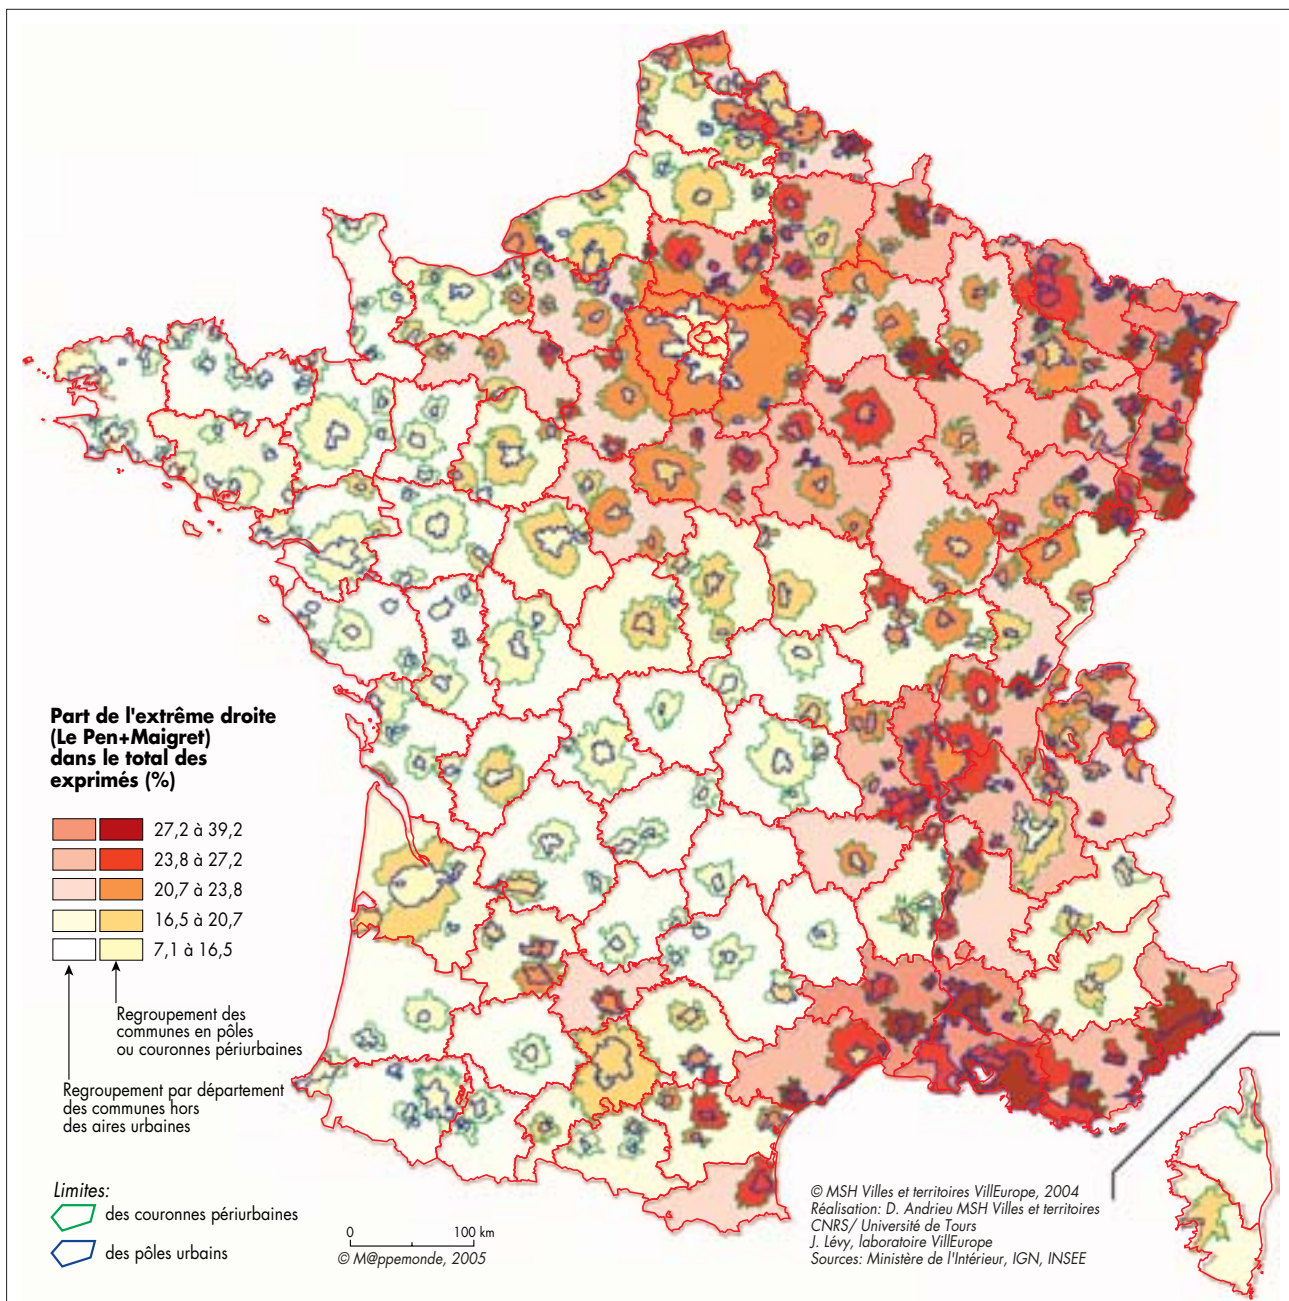 Part de l'extrême droite
(Le Pen+Maigret)
dans le total des
exprimés (%)
27,2 à 39,2
23,8 à 27,2
20,7 à 23,8
16,5 à 20,7
7,1 à 16,5
Regroupement des
communes en pôles
ou couronnes périurbaines
Regroupement par département
des communes hors
des aires urbaines
Limites:
des couronnes périurbaines
des pôles urbains
0 100 km
© M@ppemonde, 2005
© MSH Villes et territoires VillEurope, 2004
Réalisation: D. Andrieu MSH Villes et territoires
CNRS/ Université de Tours
J. Lévy, laboratoire VillEurope
Sources: Ministère de l'Intérieur, IGN, INSEE